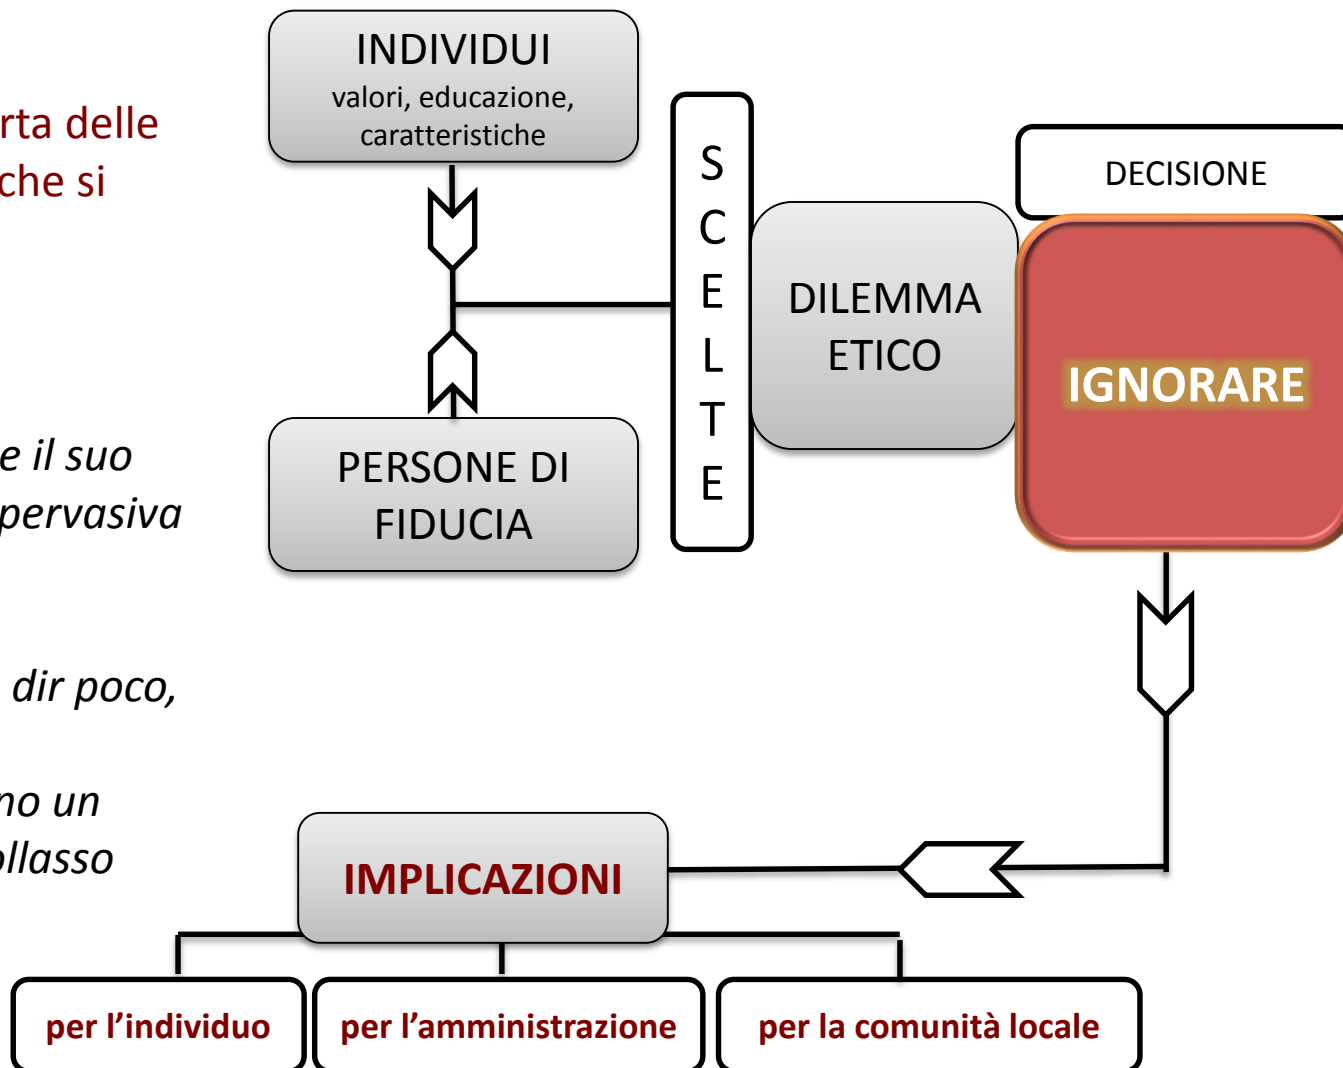 rta delle
che si
e il suo
pervasiva
dir poco,
no un
ollasso
INDIVIDUI
valori, educazione,
caratteristiche
PERSONE DI
FIDUCIA
S
C
E
L
T
E
DILEMMA
ETICO
DECISIONE
IGNORARE
IMPLICAZIONI
per l'individuo
per l'amministrazione
per la comunità locale